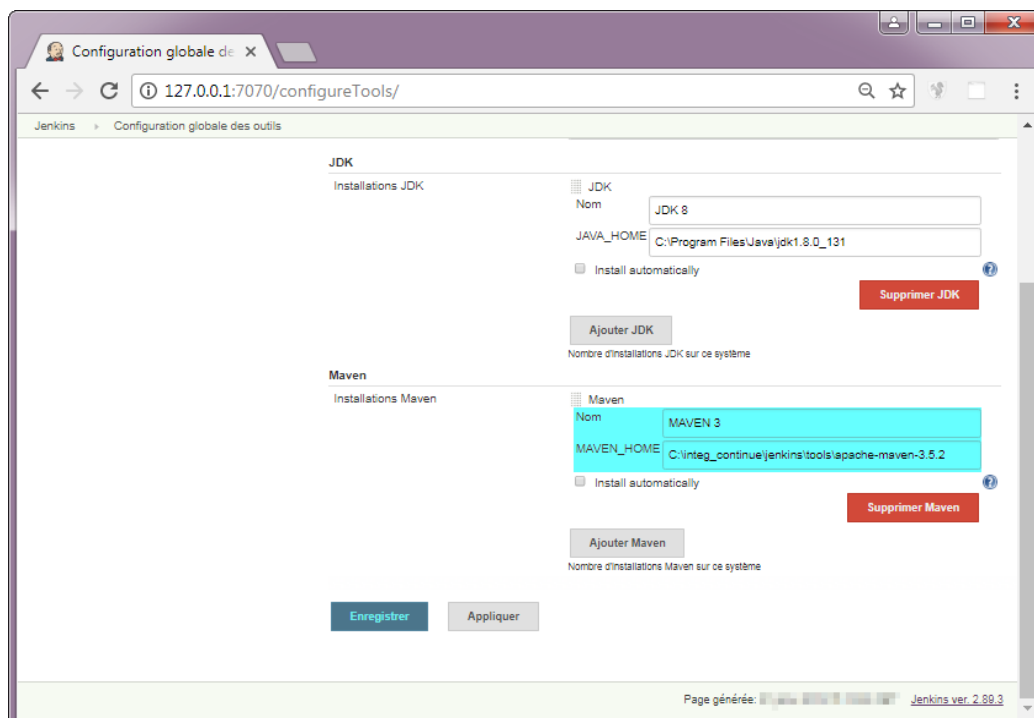 Configuration globale de
127.0.0.1:7070/configureTools/
Jenkins Configuration globale des outils
JDK
Installations JDK
JDK
Nom JDK 8
JAVA_HOME C:\Program Files\Java\jdk1.8.0_131
Install automatically
Supprimer JDK
Ajouter JDK
Nombre d'installations JDK sur ce système
Maven
Installations Maven
Maven
Nom MAVEN 3
MAVEN_HOME C:\integ_continue\jenkins\tools\apache-maven-3.5.2
Install automatically
Supprimer Maven
Ajouter Maven
Nombre d'installations Maven sur ce système
Enregistrer Appliquer
Page générée: Jenkins ver. 2.89.3